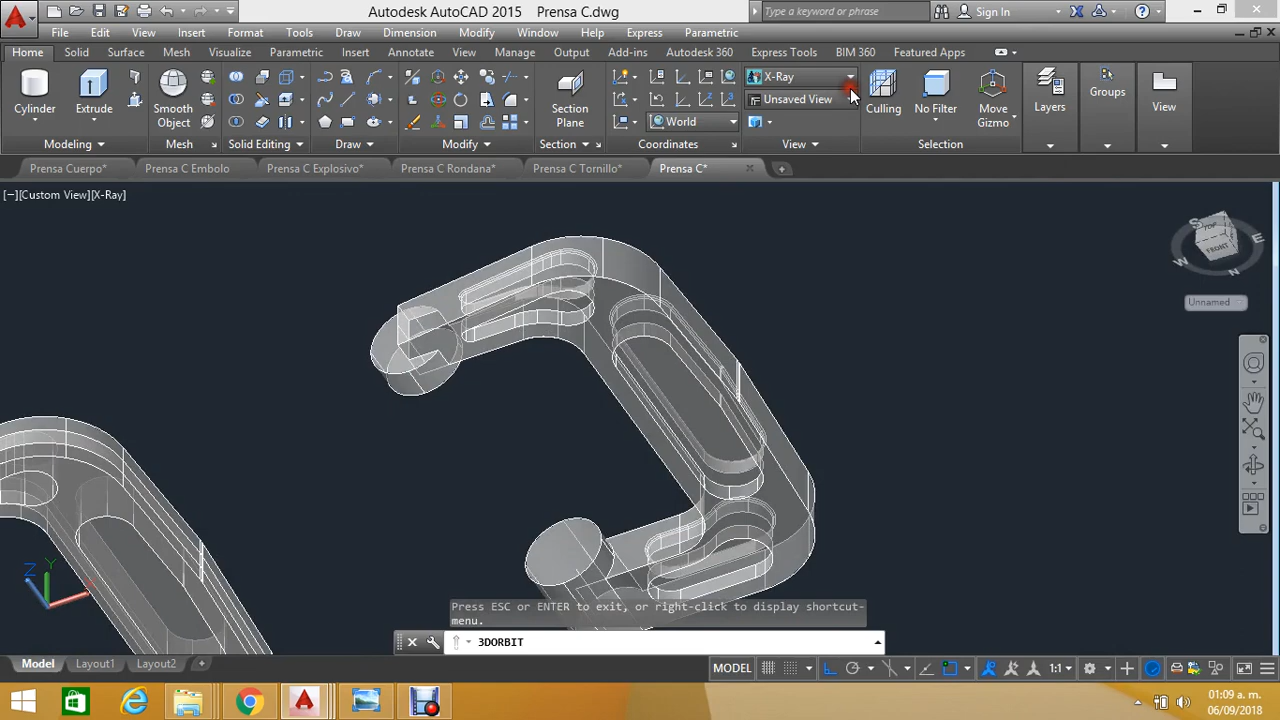 Autodesk AutoCAD 2015 Prensa C.dwg
Type a keyword or phrase
Sign In
File Edit View Insert Format Tools Draw Dimension Modify Window Help Express Parametric
Home Solid Surface Mesh Visualize Parametric Insert Annotate View Manage Output Add-ins Autodesk 360 Express Tools BIM 360 Featured Apps
X-Ray
Unsaved View
World
Cylinder
Extrude
Smooth
Object
Section
Plane
Culling
No Filter
Move
Gizmo
Layers
Groups
View
Modeling
Mesh
Solid Editing
Draw
Modify
Section
Coordinates
View
Selection
Prensa Cuerpo*
Prensa C Embolo
Prensa C Explosivo*
Prensa C Rondana*
Prensa C Tornillo*
Prensa C*
[−][Custom View][X-Ray]
S
E
TOP
FRONT
W
N
Unnamed
Z
Y
X
Press ESC or ENTER to exit, or right-click to display shortcut-
menu.
3DORBIT
Model
Layout1
Layout2
MODEL
1:1
01:09 a. m.
06/09/2018